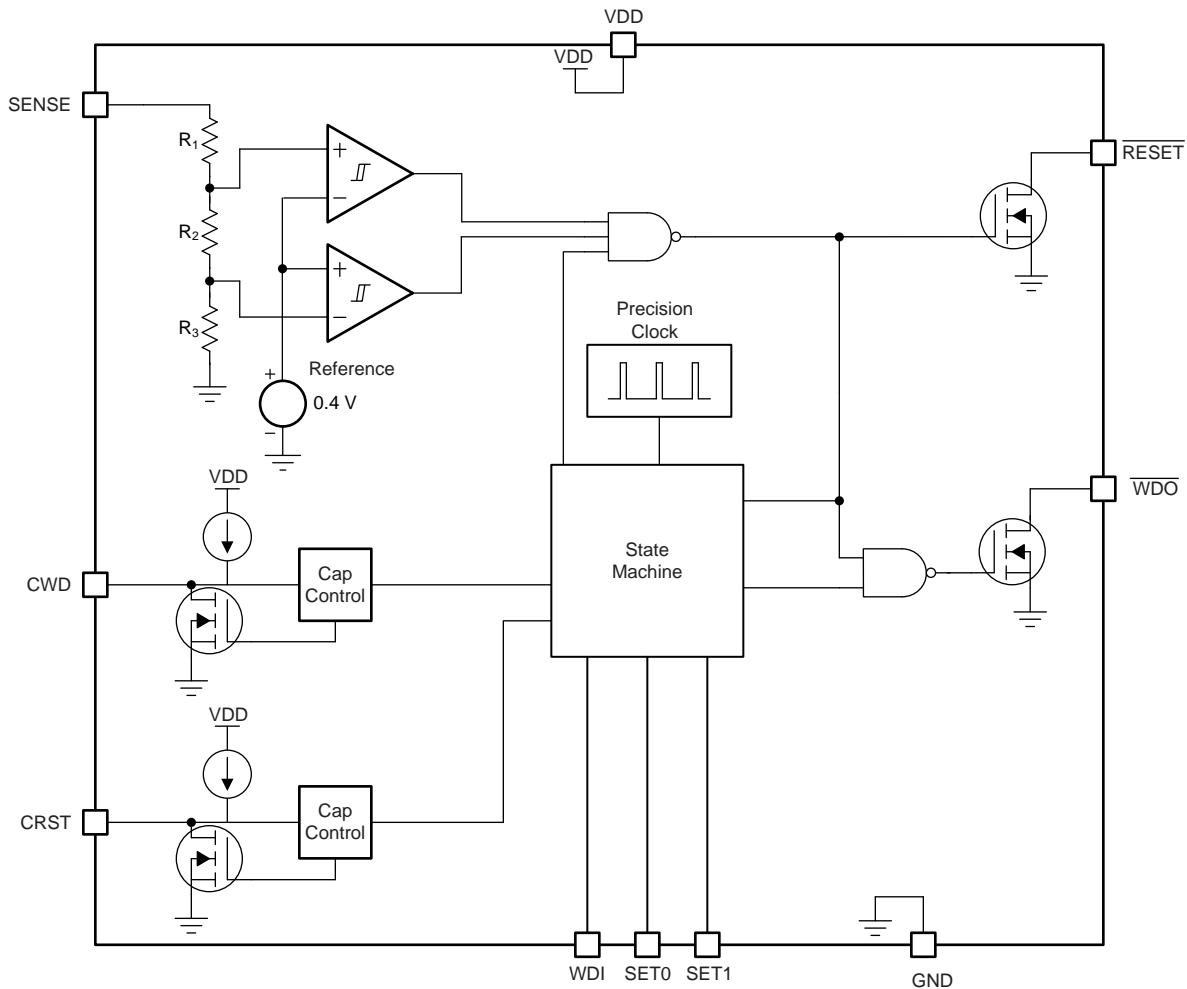 VDD
VDD
SENSE
R1
RESET
+
−
R2
+
−
R3
Precision
Clock
+
Reference
0.4 V
−
VDD
WDO
State
Machine
Cap
Control
CWD
VDD
Cap
Control
CRST
WDI
SET0
SET1
GND